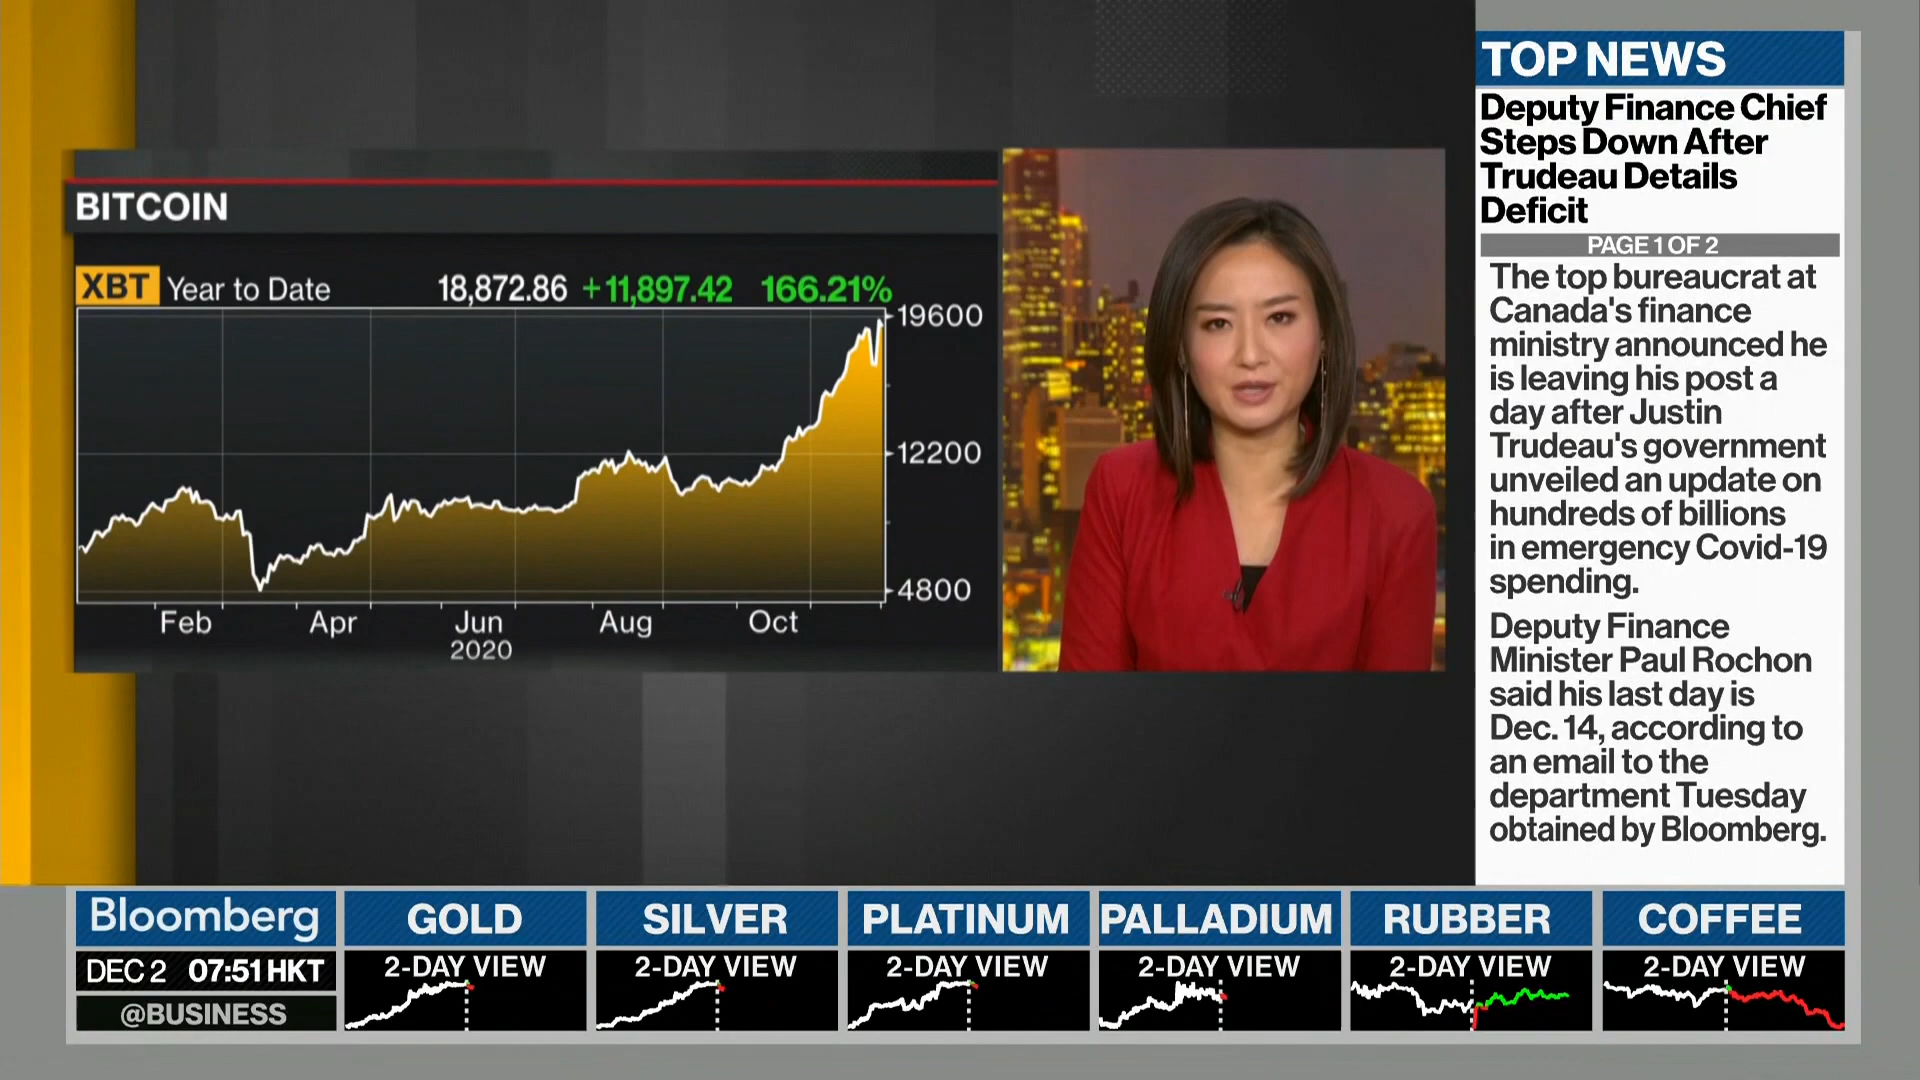 BITCOIN
XBT Year to Date 18,872.86 +11,897.42 166.21%
19600
12200
4800
Feb Apr Jun Aug Oct
2020
TOP NEWS
Deputy Finance Chief
Steps Down After
Trudeau Details
Deficit
PAGE 1 OF 2
The top bureaucrat at
Canada's finance
ministry announced he
is leaving his post a
day after Justin
Trudeau's government
unveiled an update on
hundreds of billions
in emergency Covid-19
spending.
Deputy Finance
Minister Paul Rochon
said his last day is
Dec. 14, according to
an email to the
department Tuesday
obtained by Bloomberg.
Bloomberg GOLD SILVER PLATINUM PALLADIUM RUBBER COFFEE
DEC 2 07:51 HKT 2-DAY VIEW 2-DAY VIEW 2-DAY VIEW 2-DAY VIEW 2-DAY VIEW 2-DAY VIEW
@BUSINESS